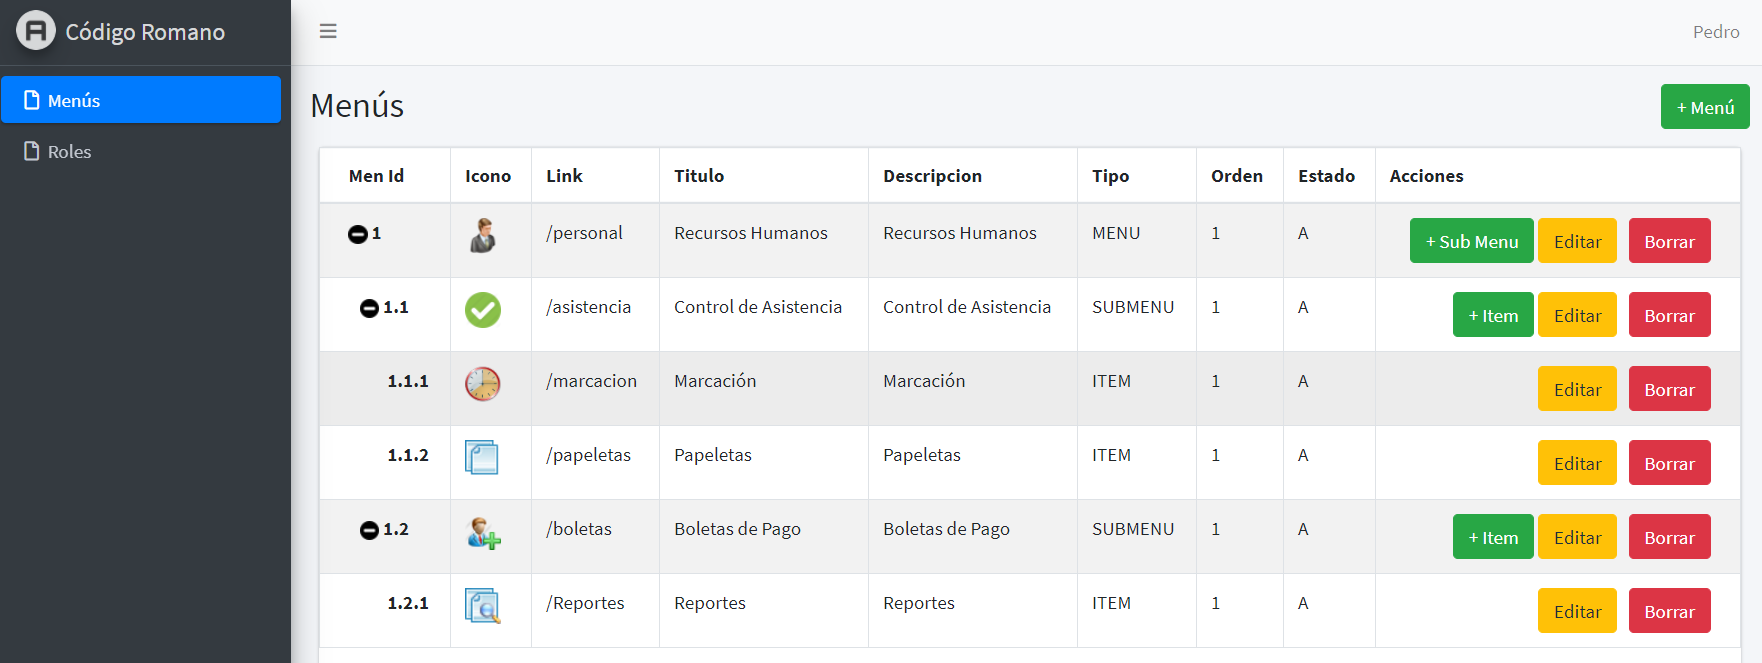 Código Romano
Pedro
Menús
Roles
Menús
+ Menú
Men Id Icono Link Titulo Descripcion Tipo Orden Estado Acciones
1 /personal Recursos Humanos Recursos Humanos MENU 1 A + Sub Menu Editar Borrar
1.1 /asistencia Control de Asistencia Control de Asistencia SUBMENU 1 A + Item Editar Borrar
1.1.1 /marcacion Marcación Marcación ITEM 1 A Editar Borrar
1.1.2 /papeletas Papeletas Papeletas ITEM 1 A Editar Borrar
1.2 /boletas Boletas de Pago Boletas de Pago SUBMENU 1 A + Item Editar Borrar
1.2.1 /Reportes Reportes Reportes ITEM 1 A Editar Borrar